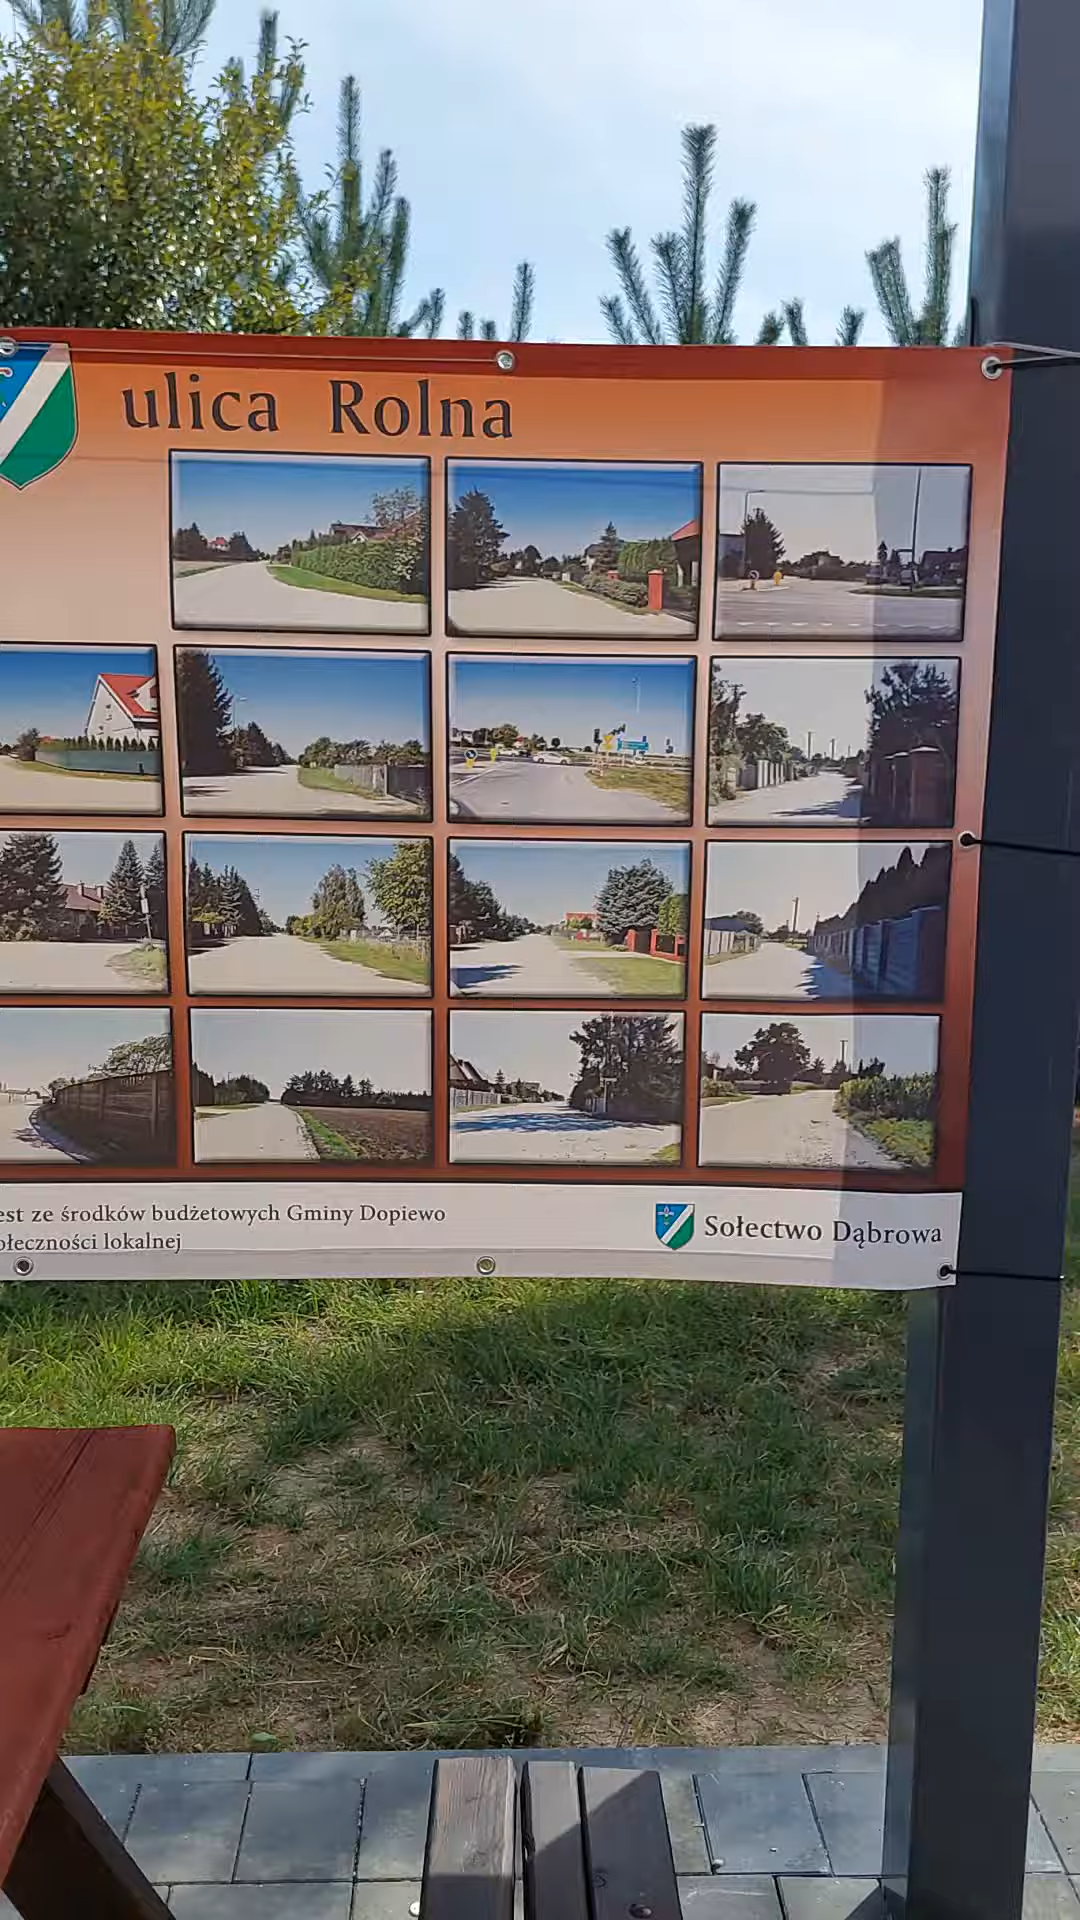 ulica Rolna
est ze środków budżetowych Gminy Dopiewo
ołeczności lokalnej
Sołectwo Dąbrowa